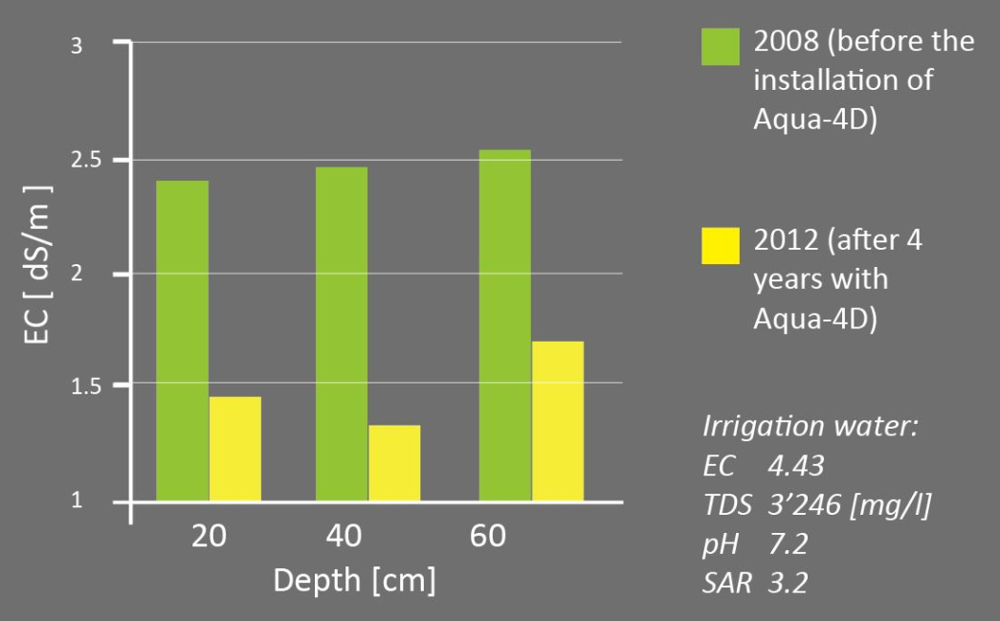 3
2.5
2
1.5
1
EC [ dS/m ]
20 40 60
Depth [cm]
2008 (before the
installation of
Aqua-4D)
2012 (after 4
years with
Aqua-4D)
Irrigation water:
EC 4.43
TDS 3’246 [mg/l]
pH 7.2
SAR 3.2